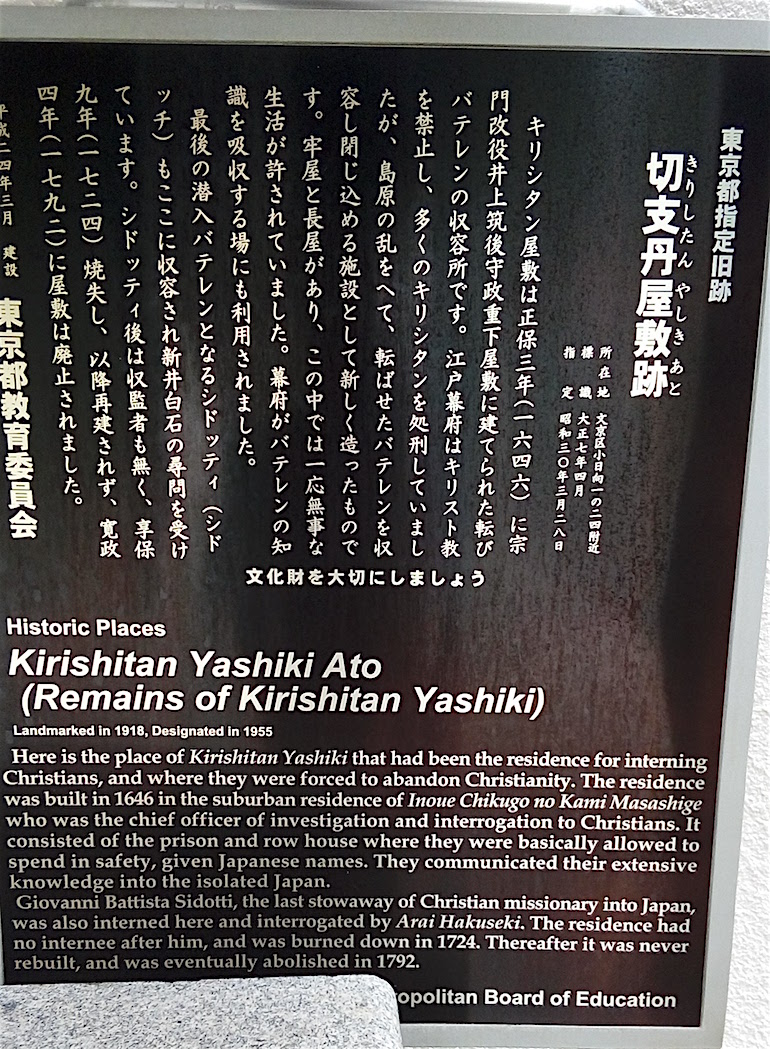 東京都指定旧跡
切支丹屋敷跡
きりしたん やしき あと
所在地 文京区小日向一の二四附近
標識 大正七年四月
指定 昭和三〇年三月二八日
キリシタン屋敷は正保三年(一六四六)に宗
門改役井上筑後守政重下屋敷に建てられた転び
バテレンの収容所です。江戸幕府はキリスト教
を禁止し、多くのキリシタンを処刑していまし
たが、島原の乱をへて、転ばせたバテレンを収
容し閉じ込める施設として新しく造ったもので
す。牢屋と長屋があり、この中では一応無事な
生活が許されていました。幕府がバテレンの知
識を吸収する場にも利用されました。
最後の潜入バテレンとなるシドッティ(シド
ッチ)もここに収容され新井白石の尋問を受け
ています。シドッティ後は収監者も無く、享保
九年(一七二四)焼失し、以降再建されず、寛政
四年(一七九二)に屋敷は廃止されました。
平成二四年三月 建設
東京都教育委員会
文化財を大切にしましょう
Historic Places
Kirishitan Yashiki Ato
(Remains of Kirishitan Yashiki)
Landmarked in 1918, Designated in 1955
Here is the place of Kirishitan Yashiki that had been the residence for interning
Christians, and where they were forced to abandon Christianity. The residence
was built in 1646 in the suburban residence of Inoue Chikugo no Kami Masashige
who was the chief officer of investigation and interrogation to Christians. It
consisted of the prison and row house where they were basically allowed to
spend in safety, given Japanese names. They communicated their extensive
knowledge into the isolated Japan.
Giovanni Battista Sidotti, the last stowaway of Christian missionary into Japan,
was also interned here and interrogated by Arai Hakuseki. The residence had
no internee after him, and was burned down in 1724. Thereafter it was never
rebuilt, and was eventually abolished in 1792.
ropolitan Board of Education